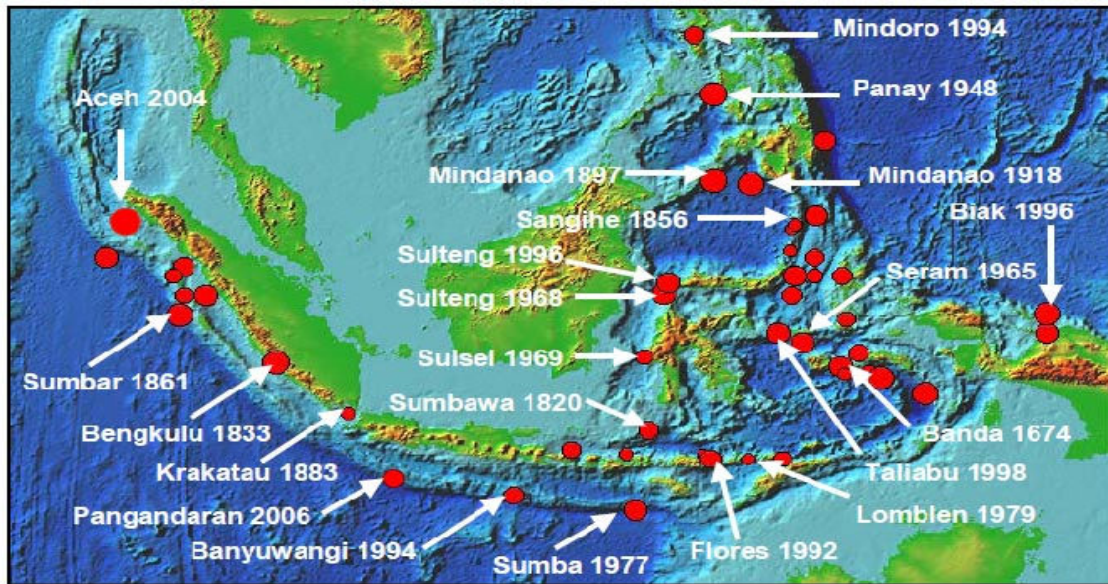 Mindoro 1994
Aceh 2004
Panay 1948
Mindanao 1897
Mindanao 1918
Sangihe 1856
Biak 1996
Sulteng 1996
Seram 1965
Sulteng 1968
Sulsel 1969
Sumbar 1861
Sumbawa 1820
Bengkulu 1833
Banda 1674
Krakatau 1883
Taliabu 1998
Pangandaran 2006
Lomblen 1979
Banyuwangi 1994
Flores 1992
Sumba 1977